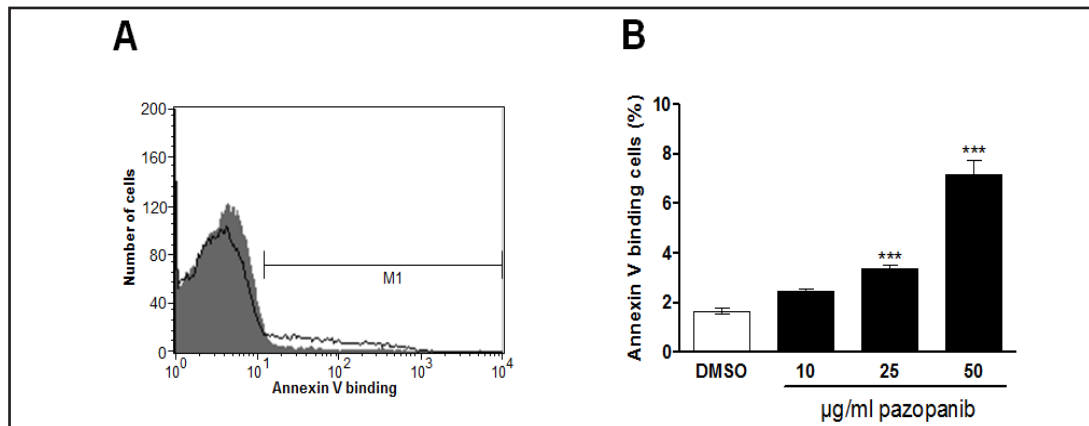 A
200
160
120
80
40
0
Number of cells
M1
10^0 10^1 10^2 10^3 10^4
Annexin V binding
B
10
8
6
4
2
0
Annexin V binding cells (%)
***
***
DMSO 10 25 50
µg/ml pazopanib